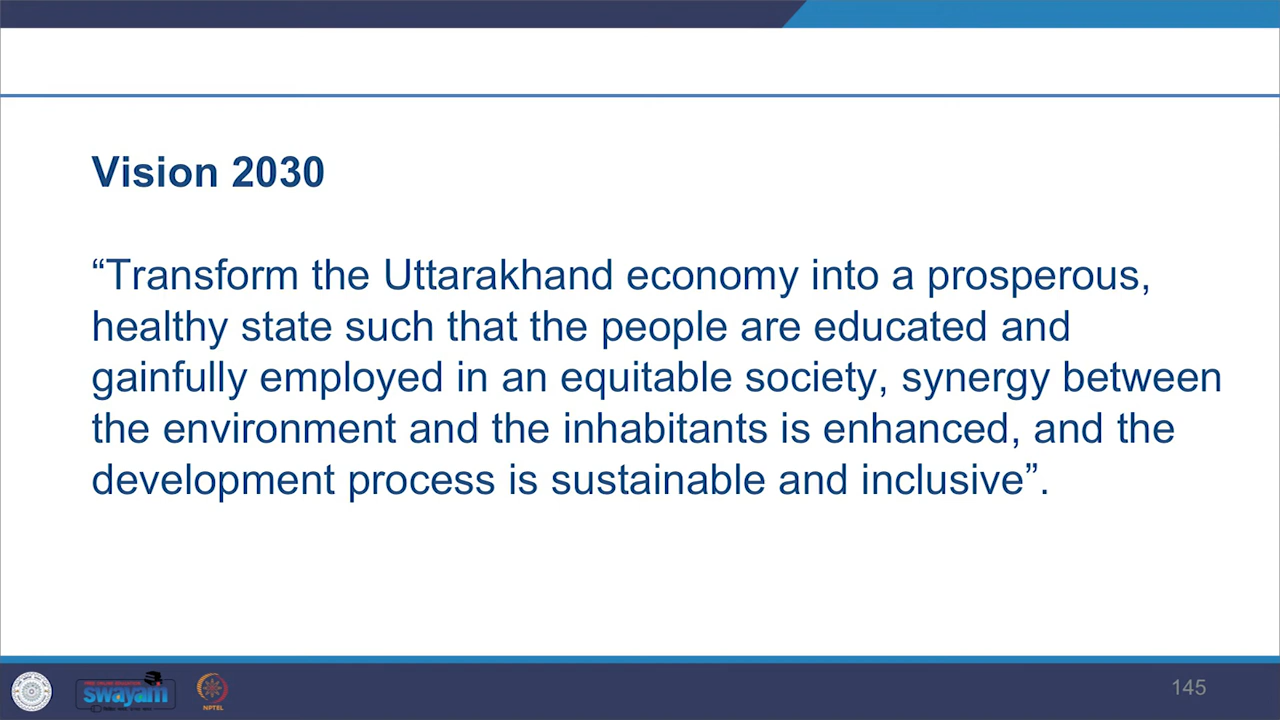 Vision 2030
“Transform the Uttarakhand economy into a prosperous,
healthy state such that the people are educated and
gainfully employed in an equitable society, synergy between
the environment and the inhabitants is enhanced, and the
development process is sustainable and inclusive”.
swayam
NPTEL
145